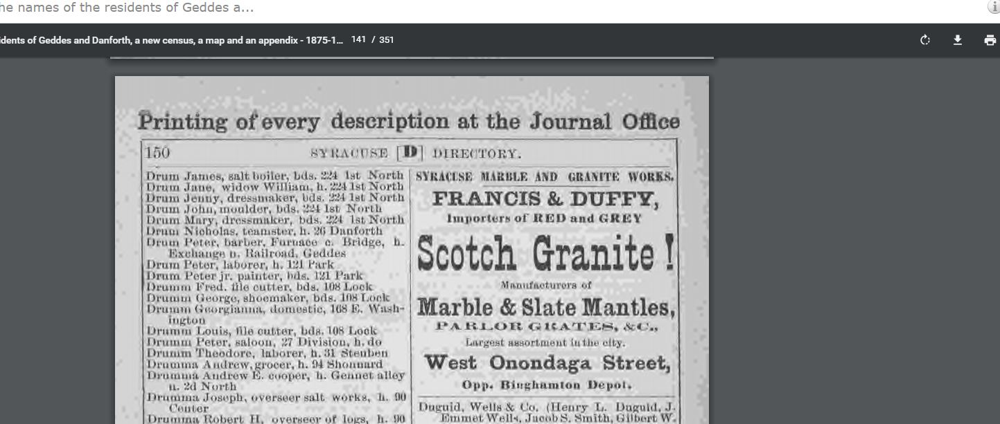 he names of the residents of Geddes a...
idents of Geddes and Danforth, a new census, a map and an appendix - 1875-1... 141 / 351
Printing of every description at the Journal Office
150 SYRACUSE [D] DIRECTORY.
Drum James, salt boiler, bds. 224 1st North
Drum Jane, widow William, h. 224 1st North
Drum Jenny, dressmaker, bds. 224 1st North
Drum John, moulder, bds. 224 1st North
Drum Mary, dressmaker, bds. 224 1st North
Drum Nicholas, teamster, h. 26 Danforth
Drum Peter, barber, Furnace c. Bridge, h.
Exchange n. Railroad, Geddes
Drum Peter, laborer, h. 121 Park
Drum Peter jr. painter, bds. 121 Park
Drumm Fred. file cutter, bds. 108 Lock
Drumm George, shoemaker, bds. 108 Lock
Drumm Georgianna, domestic, 168 E. Wash-
ington
Drumm Louis, file cutter, bds. 108 Lock
Drumm Peter, saloon, 27 Division, h. do
Drumm Theodore, laborer, h. 31 Steuben
Drumma Andrew, grocer, h. 94 Shonnard
Drumma Andrew E. cooper, h. Gennet alley
n. 2d North
Drumma Joseph, overseer salt works, h. 90
Center
Drumma Robert H. overseer of logs, h. 90
SYRACUSE MARBLE AND GRANITE WORKS.
FRANCIS & DUFFY,
Importers of RED and GREY
Scotch Granite !
Manufacturers of
Marble & Slate Mantles,
PARLOR GRATES, &C.,
Largest assortment in the city.
West Onondaga Street,
Opp. Binghamton Depot.
Duguid, Wells & Co. (Henry L. Duguid, J.
Emmet Wells, Jacob S. Smith, Gilbert W.